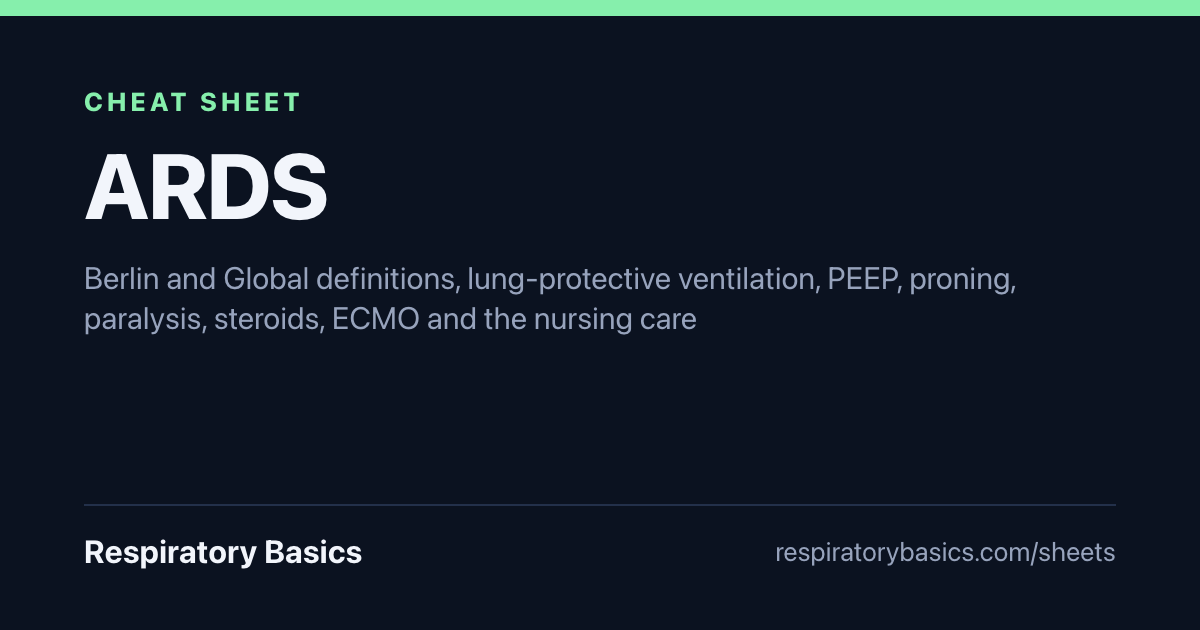 CHEAT SHEET
ARDS
Berlin and Global definitions, lung-protective ventilation, PEEP, proning,
paralysis, steroids, ECMO and the nursing care
Respiratory Basics
respiratorybasics.com/sheets